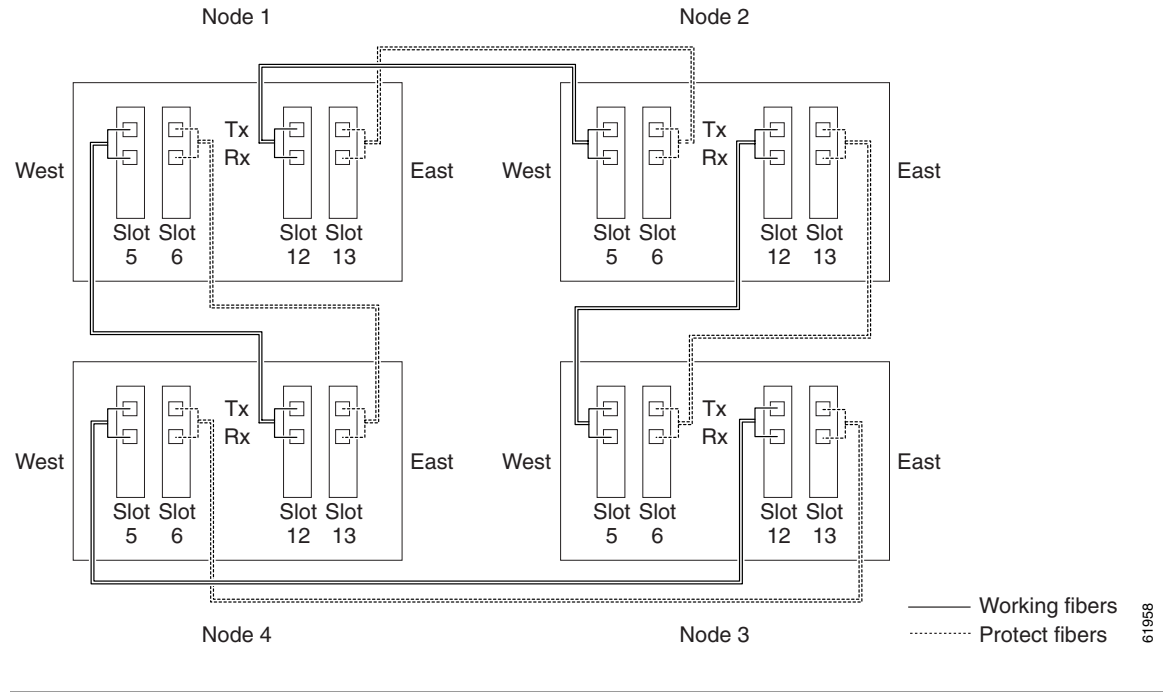 Node 1
Node 2
Tx
Rx
West
East
Slot 5
Slot 6
Slot 12
Slot 13
Tx
Rx
West
East
Slot 5
Slot 6
Slot 12
Slot 13
Tx
Rx
West
East
Slot 5
Slot 6
Slot 12
Slot 13
Tx
Rx
West
East
Slot 5
Slot 6
Slot 12
Slot 13
Node 4
Node 3
Working fibers
Protect fibers
61958